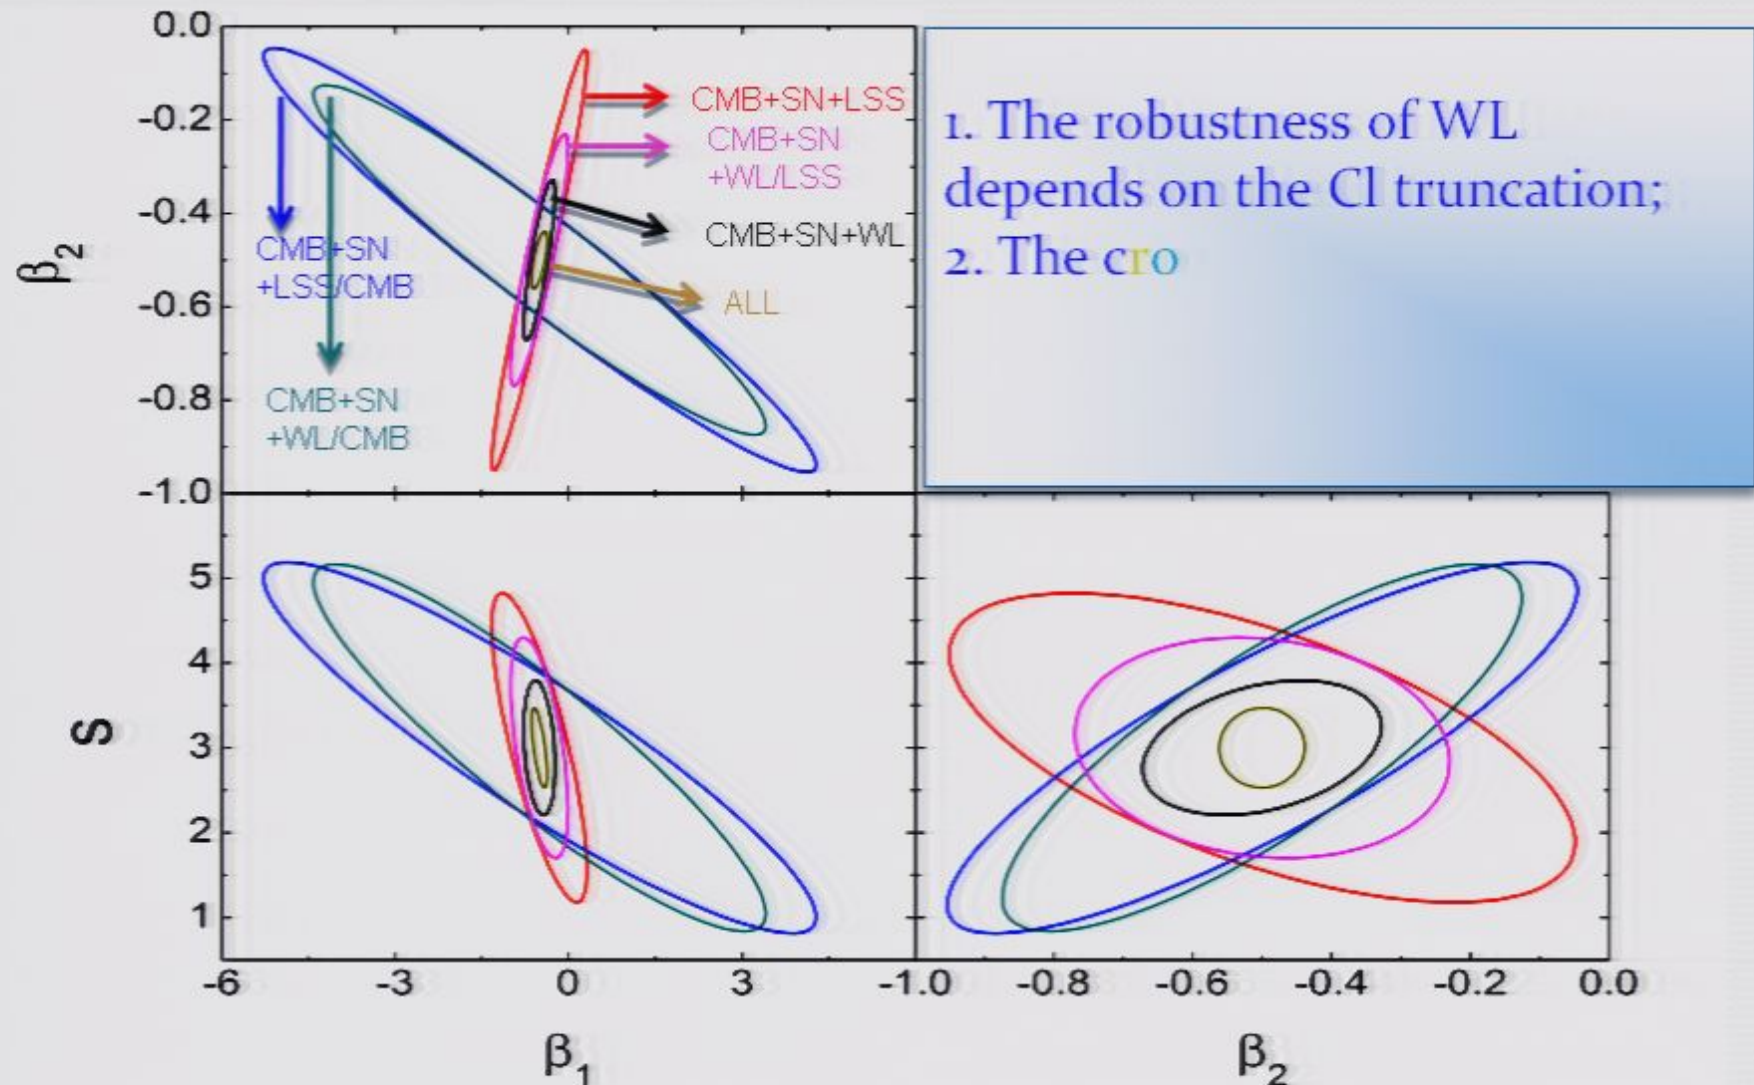 0.0
-0.2
-0.4
-0.6
-0.8
-1.0
β2
CMB+SN+LSS
CMB+SN
+WL/LSS
CMB+SN+WL
ALL
CMB+SN
+LSS/CMB
CMB+SN
+WL/CMB
1. The robustness of WL
depends on the Cl truncation;
2. The cro
5
4
3
2
1
S
-6 -3 0 3 -1.0 -0.8 -0.6 -0.4 -0.2 0.0
β1 β2